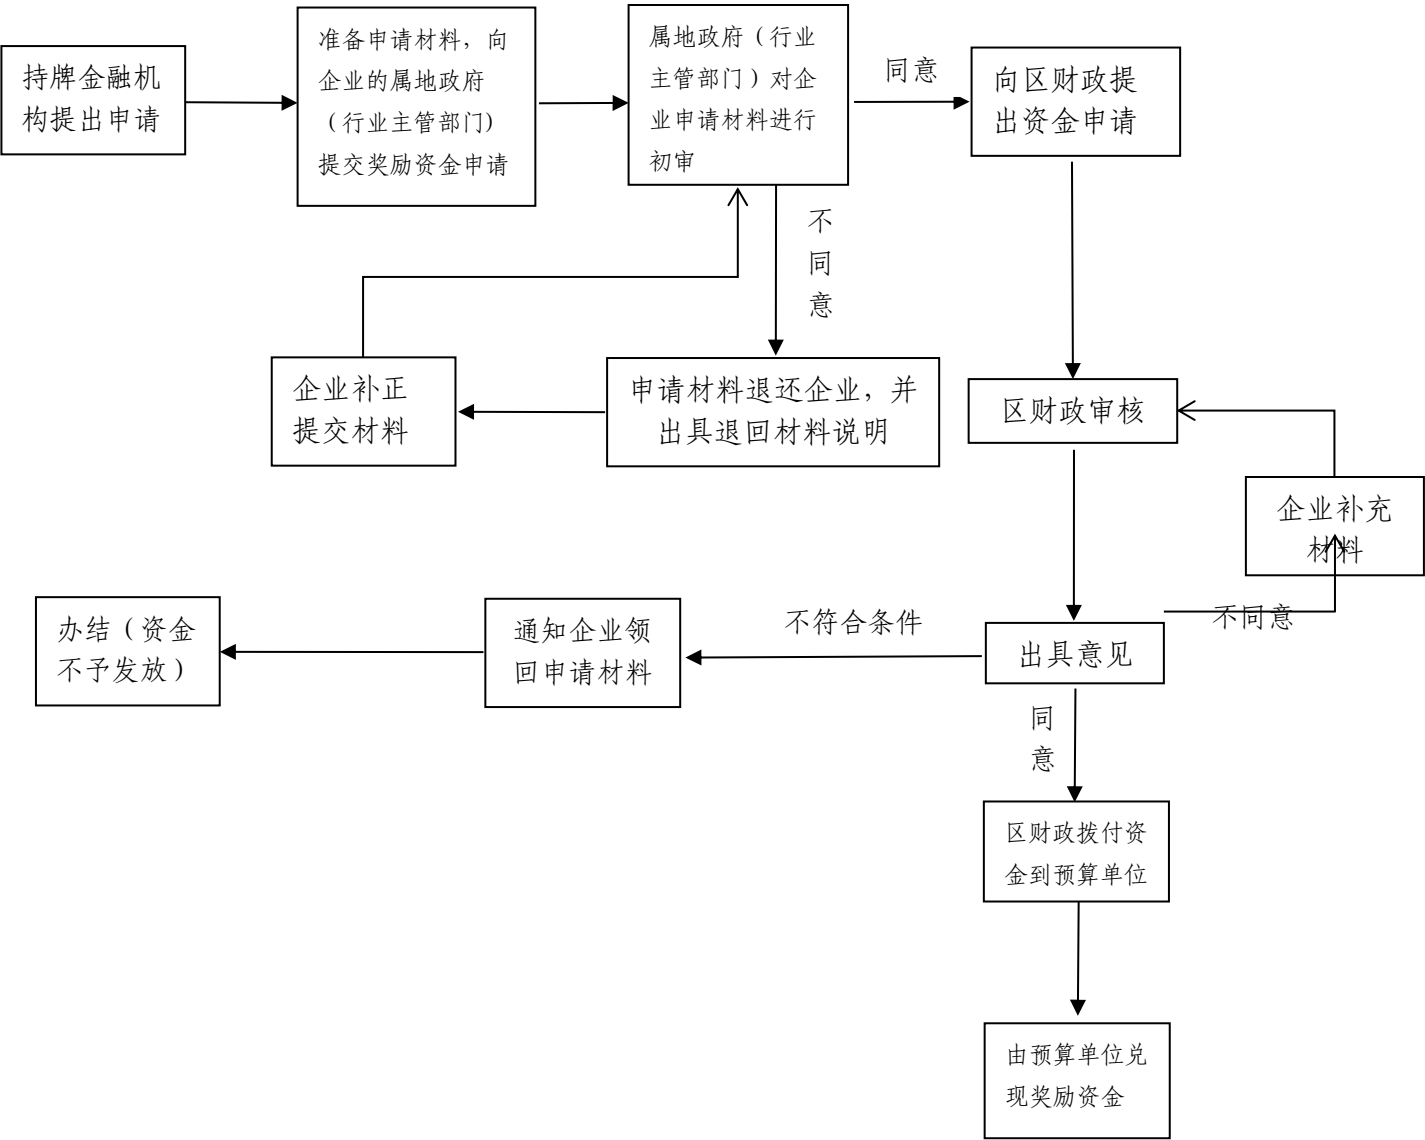 持牌金融机
构提出申请
准备申请材料，向
企业的属地政府
（行业主管部门）
提交奖励资金申请
属地政府（行业
主管部门）对企
业申请材料进行
初审
同意
向区财政提
出资金申请
不
同
意
企业补正
提交材料
申请材料退还企业，并
出具退回材料说明
区财政审核
企业补充
材料
不同意
办结（资金
不予发放）
通知企业领
回申请材料
不符合条件
出具意见
同
意
区财政拨付资
金到预算单位
由预算单位兑
现奖励资金